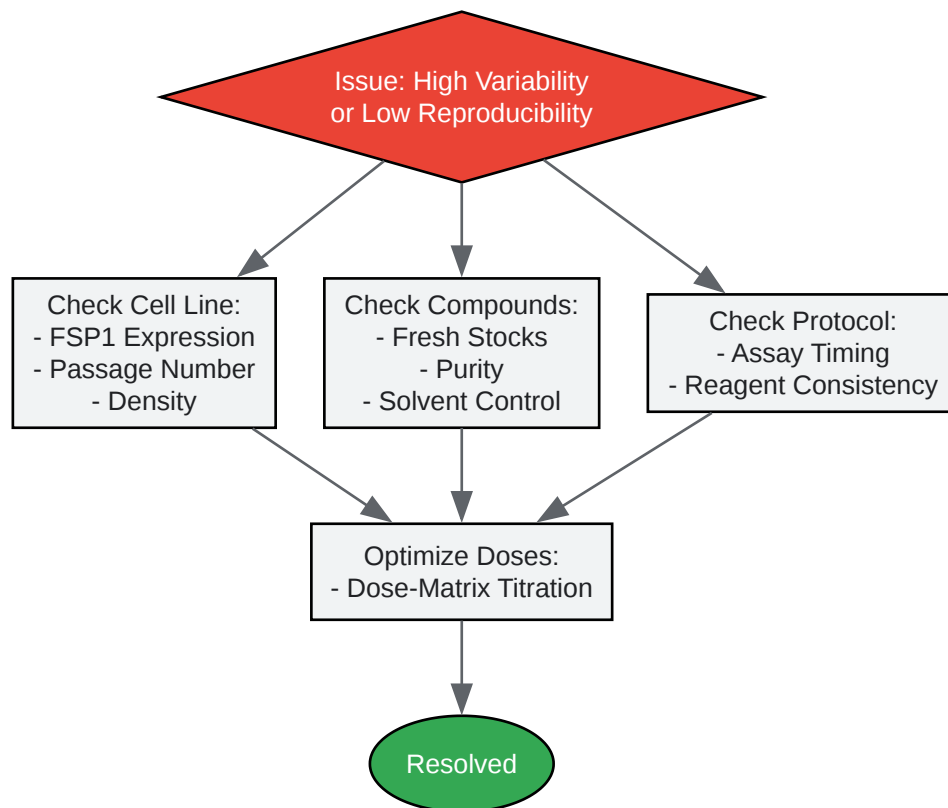 Issue: High Variability
or Low Reproducibility
Check Cell Line:
- FSP1 Expression
- Passage Number
- Density
Check Compounds:
- Fresh Stocks
- Purity
- Solvent Control
Check Protocol:
- Assay Timing
- Reagent Consistency
Optimize Doses:
- Dose-Matrix Titration
Resolved